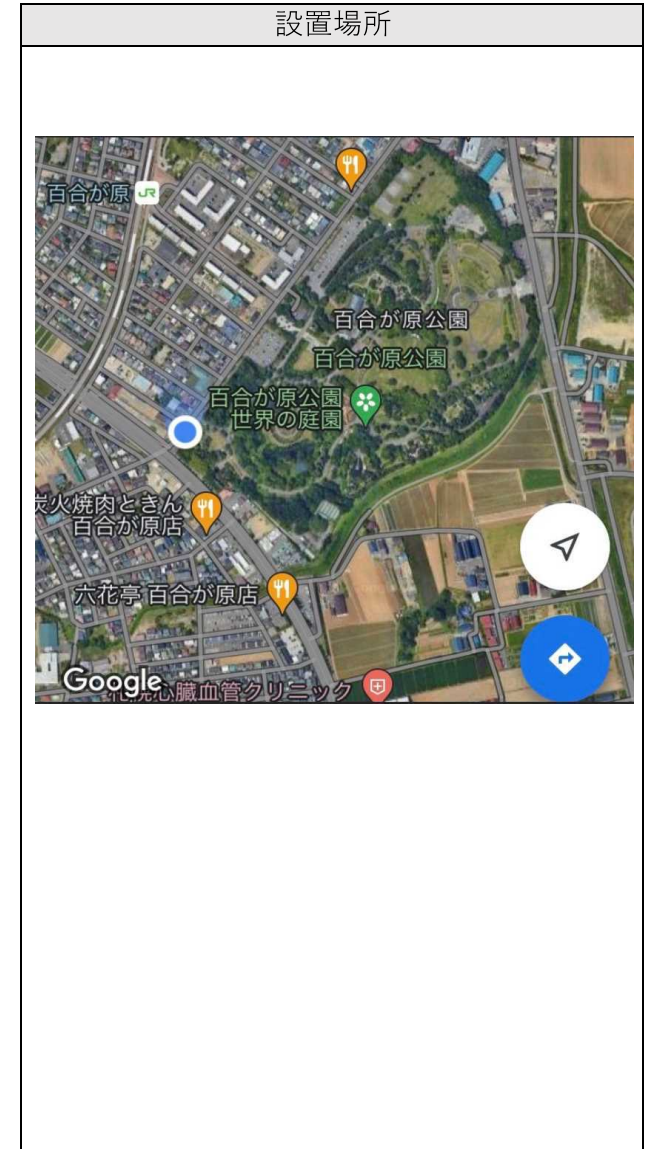 設置場所
百合が原
JR
百合が原公園
百合が原公園
百合が原公園
世界の庭園
炭火焼肉ときん
百合が原店
六花亭 百合が原店
Google
札幌心臓血管クリニック